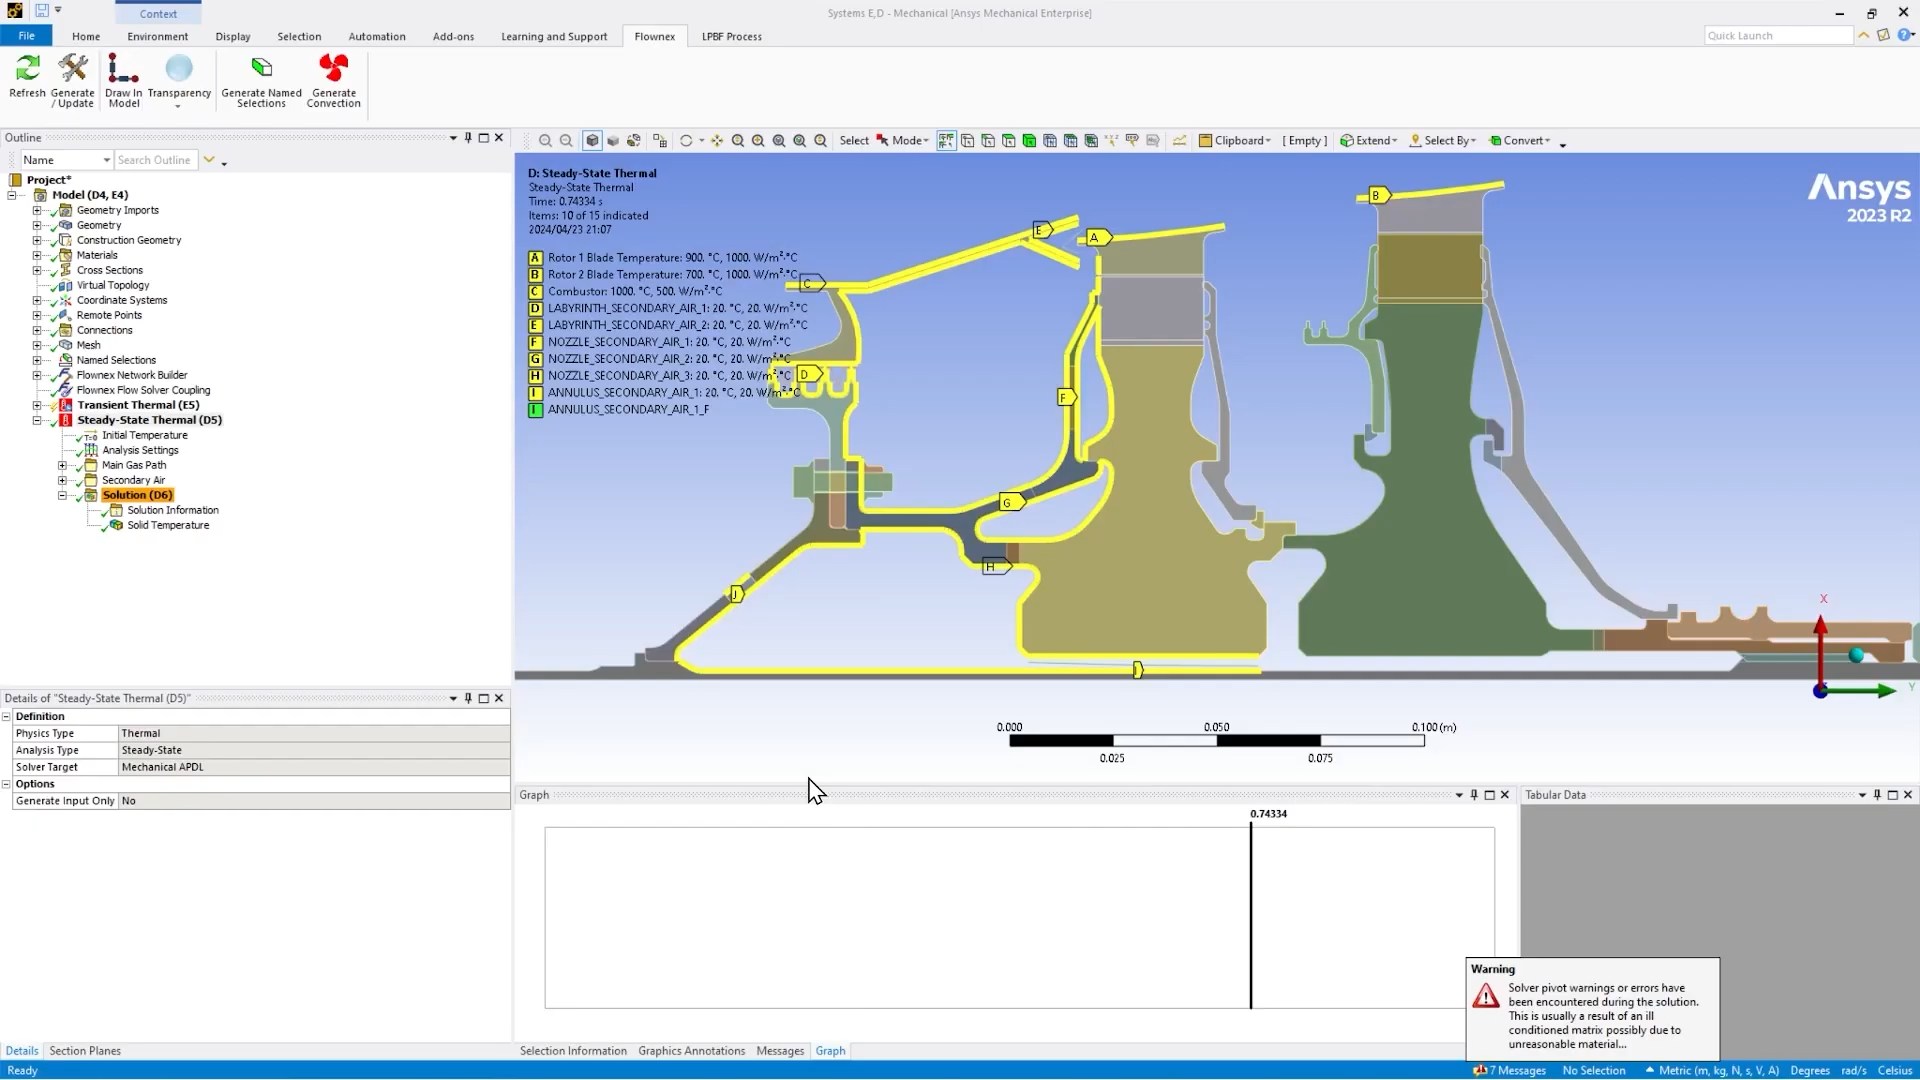 Context
Systems E,D - Mechanical [Ansys Mechanical Enterprise]
File
Home
Environment
Display
Selection
Automation
Add-ons
Learning and Support
Flownex
LPBF Process
Quick Launch
Refresh
Generate / Update
Draw In Model
Transparency
Generate Named Selections
Generate Convection
Outline
Name
Search Outline
Select
Mode
Clipboard
[ Empty ]
Extend
Select By
Convert
Project*
Model (D4, E4)
Geometry Imports
Geometry
Construction Geometry
Materials
Cross Sections
Virtual Topology
Coordinate Systems
Remote Points
Connections
Mesh
Named Selections
Flownex Network Builder
Flownex Flow Solver Coupling
Transient Thermal (E5)
Steady-State Thermal (D5)
Initial Temperature
Analysis Settings
Main Gas Path
Secondary Air
Solution (D6)
Solution Information
Solid Temperature
D: Steady-State Thermal
Steady-State Thermal
Time: 0.74334 s
Items: 10 of 15 indicated
2024/04/23 21:07
A Rotor 1 Blade Temperature: 900. °C, 1000. W/m²·°C
B Rotor 2 Blade Temperature: 700. °C, 1000. W/m²·°C
C Combustor: 1000. °C, 500. W/m²·°C
D LABYRINTH_SECONDARY_AIR_1: 20. °C, 20. W/m²·°C
E LABYRINTH_SECONDARY_AIR_2: 20. °C, 20. W/m²·°C
F NOZZLE_SECONDARY_AIR_1: 20. °C, 20. W/m²·°C
G NOZZLE_SECONDARY_AIR_2: 20. °C, 20. W/m²·°C
H NOZZLE_SECONDARY_AIR_3: 20. °C, 20. W/m²·°C
I ANNULUS_SECONDARY_AIR_1: 20. °C, 20. W/m²·°C
I ANNULUS_SECONDARY_AIR_1_F
Ansys
2023 R2
B
E
A
C
D
F
G
H
J
X
Y
0.000
0.050
0.100 (m)
0.025
0.075
Details of "Steady-State Thermal (D5)"
Definition
Physics Type Thermal
Analysis Type Steady-State
Solver Target Mechanical APDL
Options
Generate Input Only No
Graph
Tabular Data
0.74334
Warning
Solver pivot warnings or errors have
been encountered during the solution.
This is usually a result of an ill
conditioned matrix possibly due to
unreasonable material...
Details
Section Planes
Selection Information
Graphics Annotations
Messages
Graph
Ready
7 Messages
No Selection
Metric (m, kg, N, s, V, A)
Degrees
rad/s
Celsius